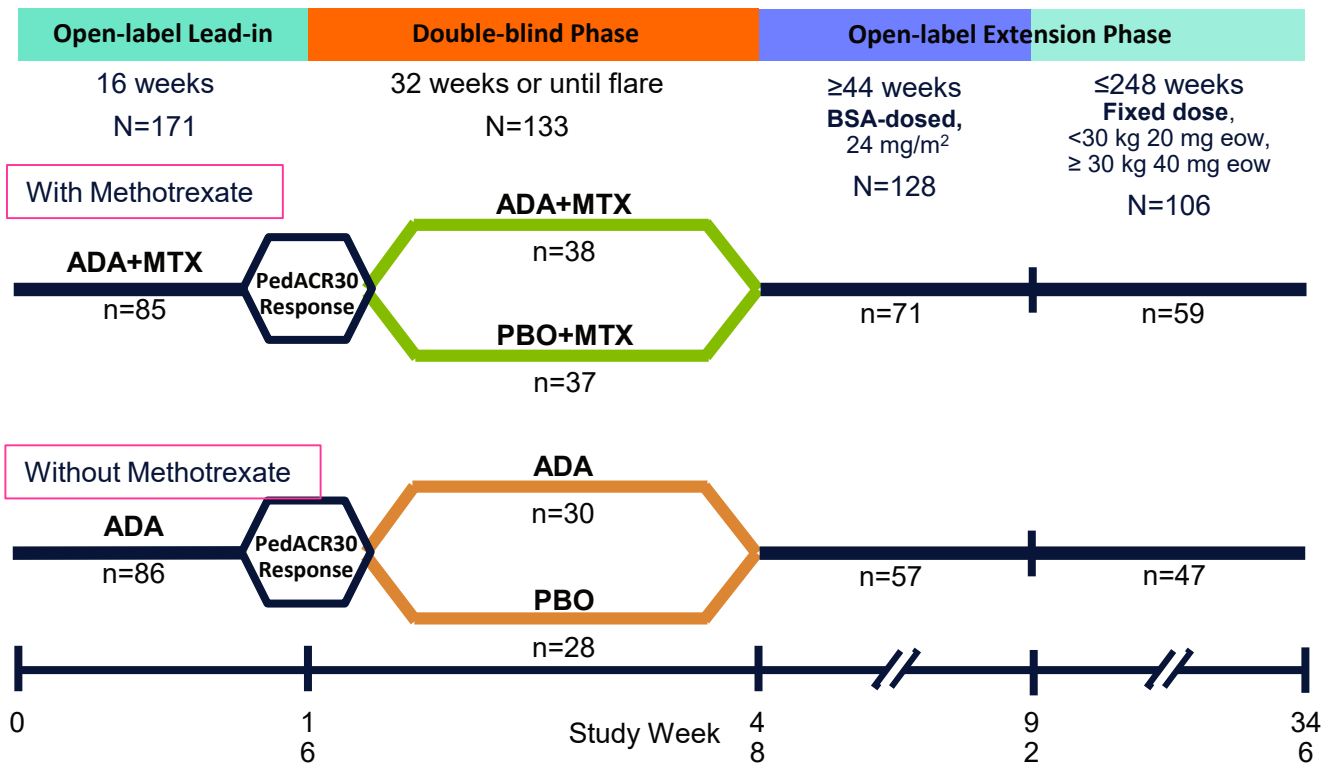 Open-label Lead-in
Double-blind Phase
Open-label Extension Phase
16 weeks
N=171
32 weeks or until flare
N=133
≥44 weeks
BSA-dosed,
24 mg/m²
N=128
≤248 weeks
Fixed dose,
<30 kg 20 mg eow,
≥ 30 kg 40 mg eow
N=106
With Methotrexate
ADA+MTX
n=85
PedACR30
Response
ADA+MTX
n=38
PBO+MTX
n=37
n=71
n=59
Without Methotrexate
ADA
n=86
PedACR30
Response
ADA
n=30
PBO
n=28
n=57
n=47
0
1
6
Study Week
4
8
9
2
34
6